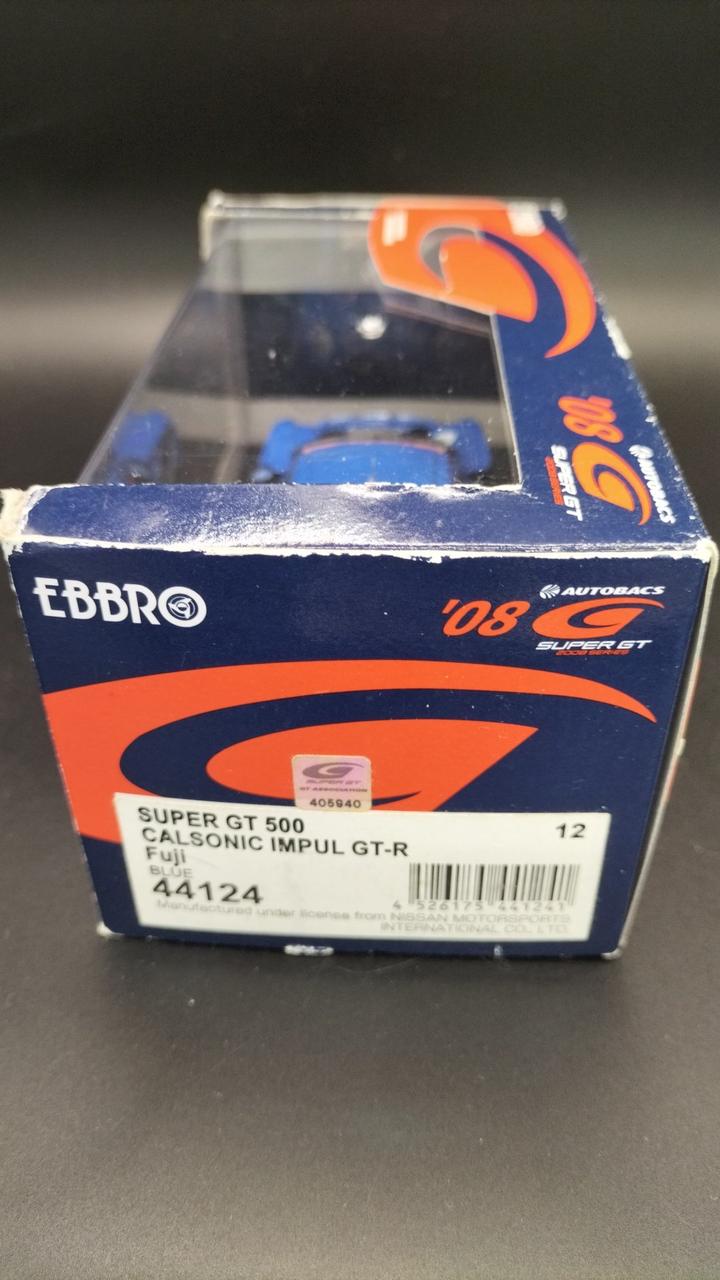 '08
AUTOBACS
SUPER GT
EBBRO
'08
AUTOBACS
SUPER GT
2008 SERIES
SUPER GT
GT-ASSOCIATION
405940
SUPER GT 500
12
CALSONIC IMPUL GT-R
Fuji
BLUE
44124
4 526175 441241
Manufactured under license from NISSAN MOTORSPORTS
INTERNATIONAL CO., LTD.